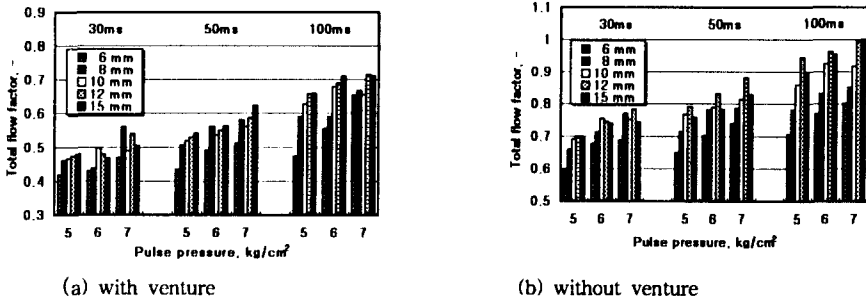 0.9
0.8
0.7
0.6
0.5
0.4
0.3
Total flow factor, -
30ms 50ms 100ms
6 mm
8 mm
10 mm
12 mm
15 mm
5 6 7 5 6 7 5 6 7
Pulse pressure, kg/cm²
(a) with venture
1.1
1
0.9
0.8
0.7
0.6
0.5
Total flow factor, -
30ms 50ms 100ms
6 mm
8 mm
10 mm
12 mm
15 mm
5 6 7 5 6 7 5 6 7
Pulse pressure, kg/cm²
(b) without venture